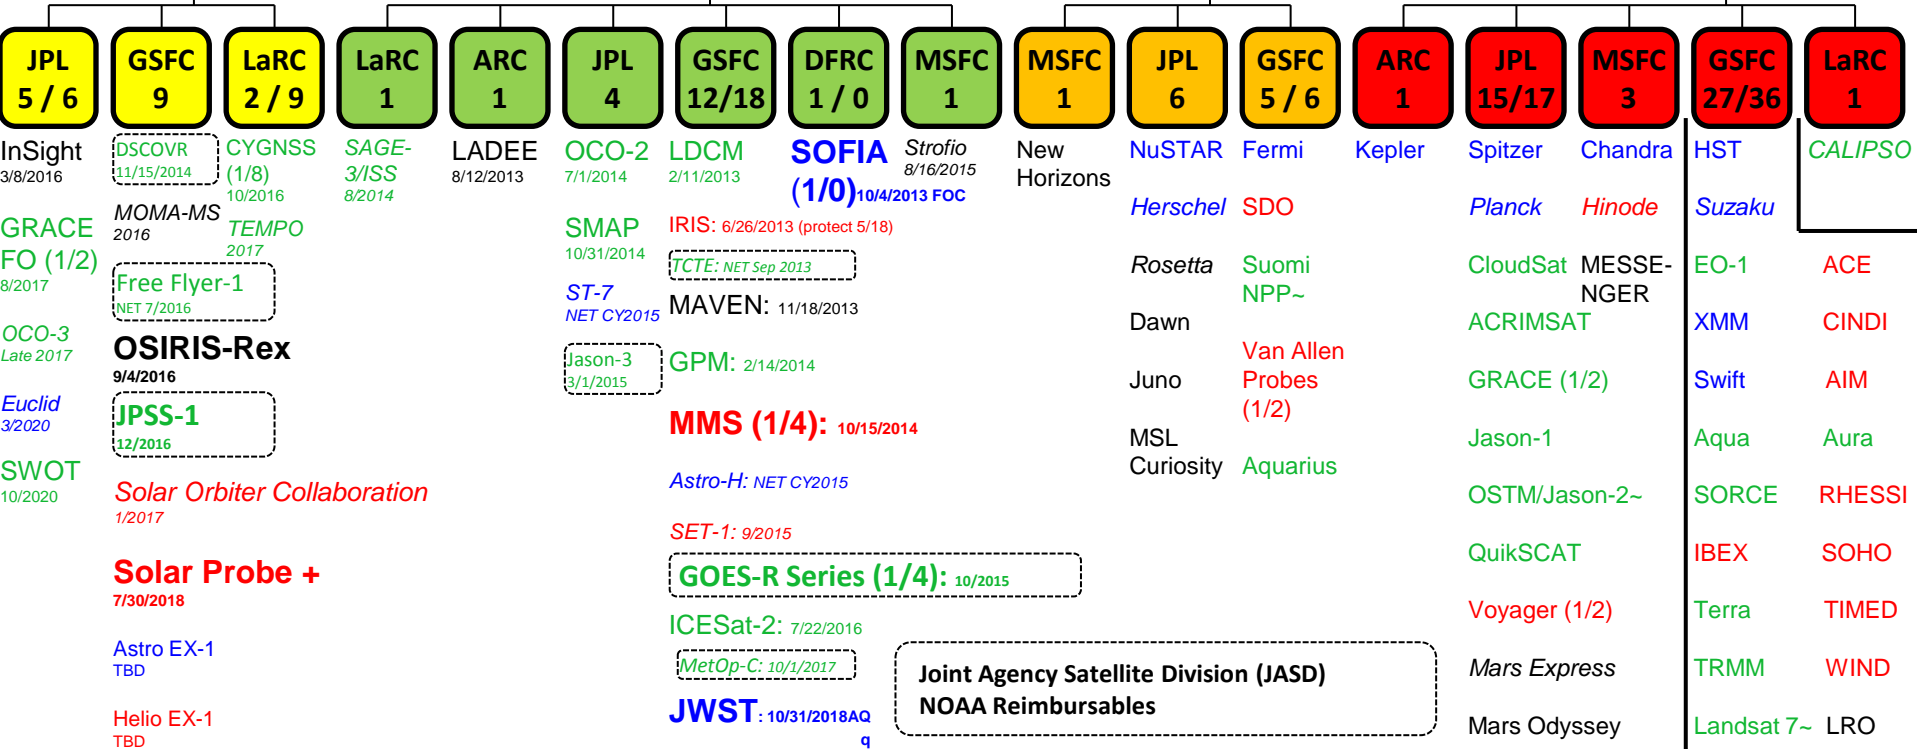 JPL
5 / 6
GSFC
9
LaRC
2 / 9
LaRC
1
ARC
1
JPL
4
GSFC
12/18
DFRC
1 / 0
MSFC
1
MSFC
1
JPL
6
GSFC
5 / 6
ARC
1
JPL
15/17
MSFC
3
GSFC
27/36
LaRC
1
InSight
3/8/2016
GRACE
FO (1/2)
8/2017
OCO-3
Late 2017
Euclid
3/2020
SWOT
10/2020
DSCOVR
11/15/2014
MOMA-MS
2016
Free Flyer-1
NET 7/2016
OSIRIS-Rex
9/4/2016
JPSS-1
12/2016
Solar Orbiter Collaboration
1/2017
Solar Probe +
7/30/2018
Astro EX-1
TBD
Helio EX-1
TBD
CYGNSS
(1/8)
10/2016
TEMPO
2017
SAGE-
3/ISS
8/2014
LADEE
8/12/2013
OCO-2
7/1/2014
SMAP
10/31/2014
ST-7
NET CY2015
Jason-3
3/1/2015
LDCM
2/11/2013
IRIS: 6/26/2013 (protect 5/18)
TCTE: NET Sep 2013
MAVEN: 11/18/2013
GPM: 2/14/2014
MMS (1/4): 10/15/2014
Astro-H: NET CY2015
SET-1: 9/2015
GOES-R Series (1/4): 10/2015
ICESat-2: 7/22/2016
MetOp-C: 10/1/2017
JWST: 10/31/2018AQ
q
SOFIA
(1/0)10/4/2013 FOC
Strofio
8/16/2015
Joint Agency Satellite Division (JASD)
NOAA Reimbursables
New
Horizons
NuSTAR
Herschel
Rosetta
Dawn
Juno
MSL
Curiosity
Fermi
SDO
Suomi
NPP~
Van Allen
Probes
(1/2)
Aquarius
Kepler
Spitzer
Planck
CloudSat
ACRIMSAT
GRACE (1/2)
Jason-1
OSTM/Jason-2~
QuikSCAT
Voyager (1/2)
Mars Express
Mars Odyssey
Chandra
Hinode
MESSE-
NGER
HST
Suzaku
EO-1
XMM
Swift
Aqua
SORCE
IBEX
Terra
TRMM
Landsat 7~
CALIPSO
ACE
CINDI
AIM
Aura
RHESSI
SOHO
TIMED
WIND
LRO